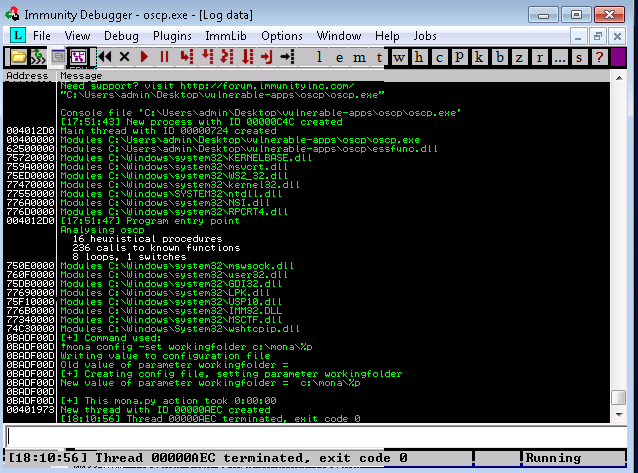 Immunity Debugger - oscp.exe - [Log data]
File View Debug Plugins ImmLib Options Window Help Jobs
l e m t w h c p k b z r ... s ?
Address Message
Need support? visit http://forum.immunityinc.com/
"C:\Users\admin\Desktop\vulnerable-apps\oscp\oscp.exe"
Console file 'C:\Users\admin\Desktop\vulnerable-apps\oscp\oscp.exe'
[17:51:43] New process with ID 00000C4C created
004012D0 Main thread with ID 00000724 created
00400000 Modules C:\Users\admin\Desktop\vulnerable-apps\oscp\oscp.exe
62500000 Modules C:\Users\admin\Desktop\vulnerable-apps\oscp\essfunc.dll
75720000 Modules C:\Windows\system32\KERNELBASE.dll
759A0000 Modules C:\Windows\system32\msvcrt.dll
75ED0000 Modules C:\Windows\system32\WS2_32.dll
77470000 Modules C:\Windows\system32\kernel32.dll
77550000 Modules C:\Windows\SYSTEM32\ntdll.dll
776A0000 Modules C:\Windows\system32\NSI.dll
776D0000 Modules C:\Windows\system32\RPCRT4.dll
004012D0 [17:51:47] Program entry point
Analysing oscp
16 heuristical procedures
236 calls to known functions
8 loops, 1 switches
750E0000 Modules C:\Windows\system32\mswsock.dll
760F0000 Modules C:\Windows\system32\user32.dll
75DB0000 Modules C:\Windows\system32\GDI32.dll
77690000 Modules C:\Windows\system32\LPK.dll
75F10000 Modules C:\Windows\system32\USP10.dll
776B0000 Modules C:\Windows\system32\IMM32.DLL
77340000 Modules C:\Windows\system32\MSCTF.dll
74C30000 Modules C:\Windows\System32\wshtcpip.dll
0BADF00D [+] Command used:
0BADF00D !mona config -set workingfolder c:\mona\%p
0BADF00D Writing value to configuration file
0BADF00D Old value of parameter workingfolder =
0BADF00D [+] Creating config file, setting parameter workingfolder
0BADF00D New value of parameter workingfolder = c:\mona\%p
0BADF00D
0BADF00D [+] This mona.py action took 0:00:00
00401973 New thread with ID 00000AEC created
[18:10:56] Thread 00000AEC terminated, exit code 0
[18:10:56] Thread 00000AEC terminated, exit code 0 Running